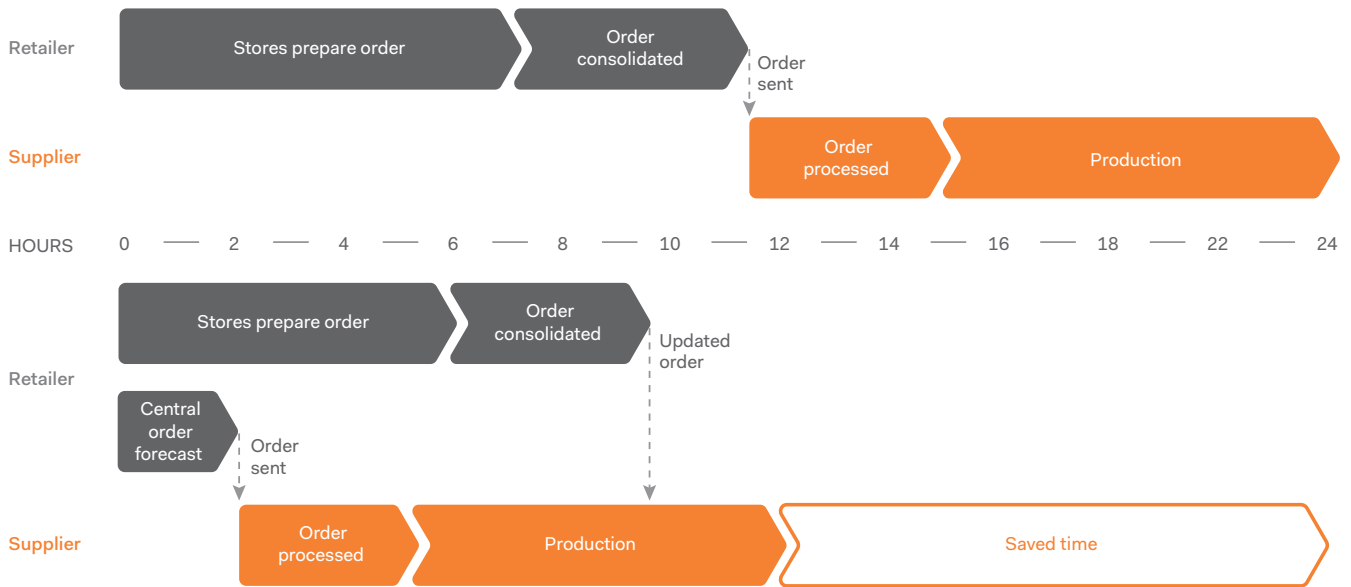 Retailer
Stores prepare order
Order
consolidated
Order
sent
Supplier
Order
processed
Production
HOURS 0 2 4 6 8 10 12 14 16 18 22 24
Stores prepare order
Order
consolidated
Updated
order
Retailer
Central
order
forecast
Order
sent
Supplier
Order
processed
Production
Saved time